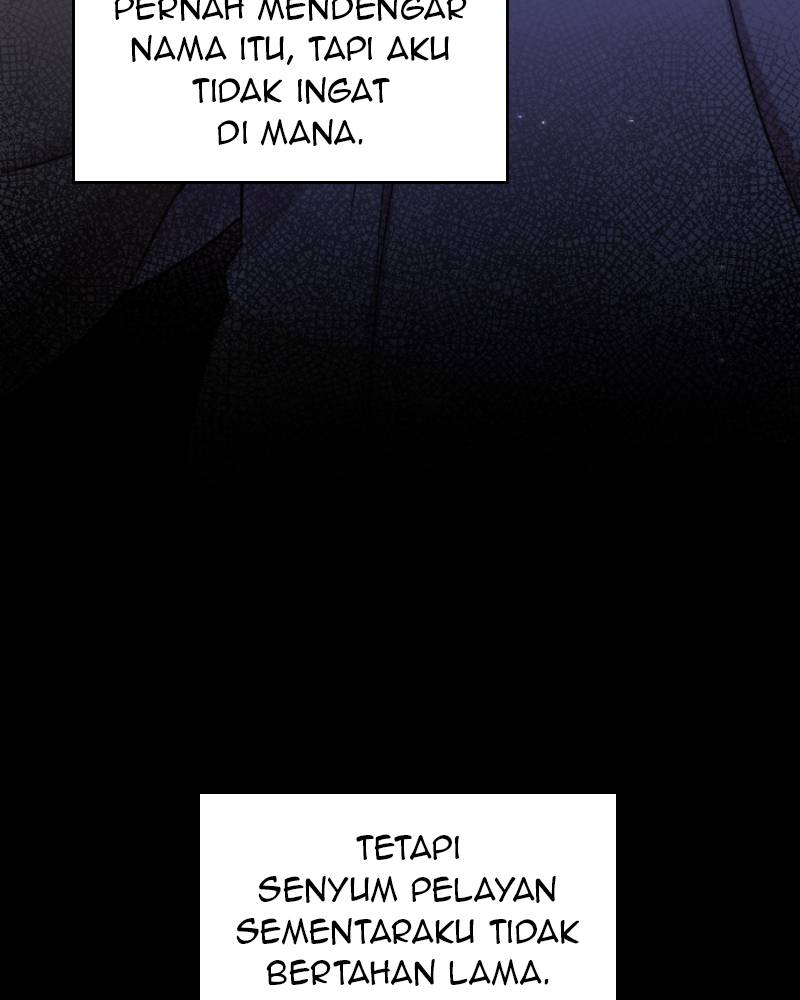 PERNAH MENDENGAR
NAMA ITU, TAPI AKU
TIDAK INGAT
DI MANA.
TETAPI
SENYUM PELAYAN
SEMENTARAKU TIDAK
BERTAHAN LAMA.